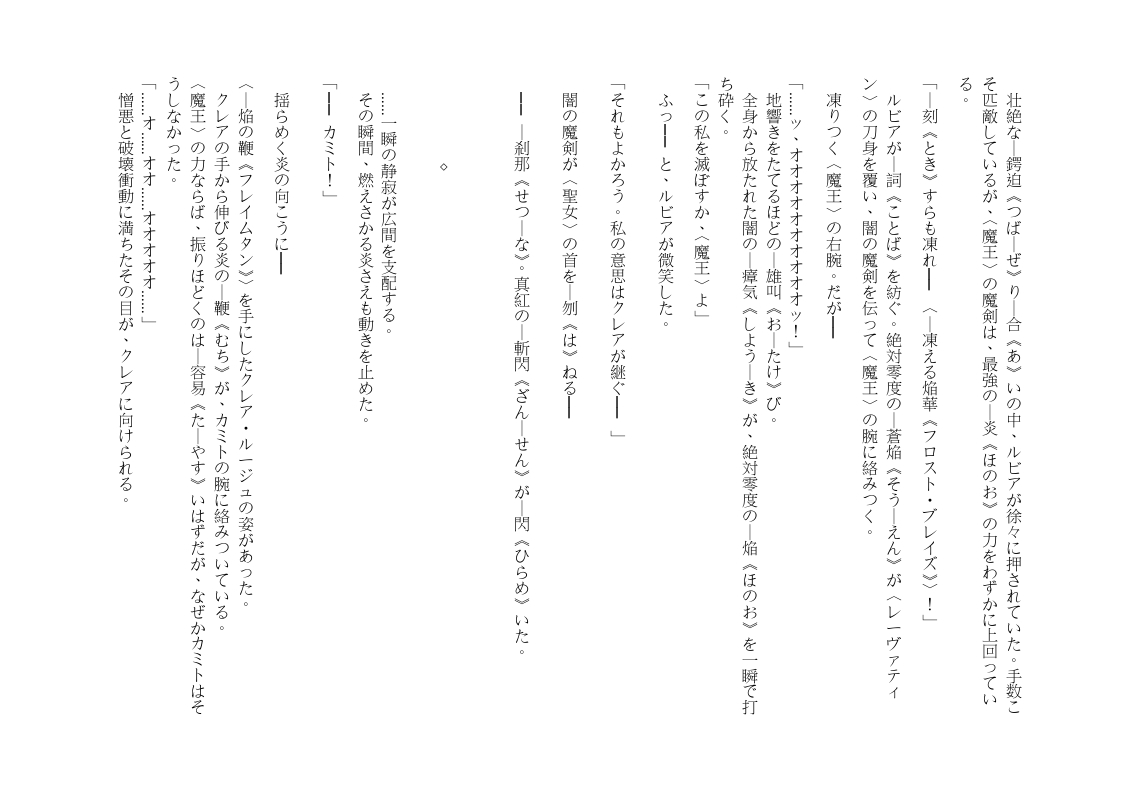 壮絶な―鍔迫《つば―ぜ》り―合《あ》いの中、ルビアが徐々に押されていた。手数こ
そ匹敵しているが、〈魔王〉の魔剣は、最強の―炎《ほのお》の力をわずかに上回ってい
る。
「―刻《とき》すらも凍れ――　〈―凍える焔華《フロスト・ブレイズ》〉！」
ルビアが―詞《ことば》を紡ぐ。絶対零度の―蒼焔《そう―えん》が〈レーヴァティ
ン〉の刀身を覆い、闇の魔剣を伝って〈魔王〉の腕に絡みつく。
凍りつく〈魔王〉の右腕。だが――
「……ッ、オオオオオオオオオオッ！」
地響きをたてるほどの―雄叫《お―たけ》び。
全身から放たれた闇の―瘴気《しよう―き》が、絶対零度の―焔《ほのお》を一瞬で打
ち砕く。
「この私を滅ぼすか、〈魔王〉よ」
ふっ――　と、ルビアが微笑した。
「それもよかろう。私の意思はクレアが継ぐ――　」
闇の魔剣が〈聖女〉の首を―刎《は》ねる――
――　―刹那《せつ―な》。真紅の―斬閃《ざん―せん》が―閃《ひらめ》いた。
◇
……一瞬の静寂が広間を支配する。
その瞬間、燃えさかる炎さえも動きを止めた。
「――　カミト！」
揺らめく炎の向こうに――
〈―焔の鞭《フレイムタン》〉を手にしたクレア・ルージュの姿があった。
クレアの手から伸びる炎の―鞭《むち》が、カミトの腕に絡みついている。
〈魔王〉の力ならば、振りほどくのは―容易《た―やす》いはずだが、なぜかカミトはそ
うしなかった。
「……オ……オオ……オオオオオ……」
憎悪と破壊衝動に満ちたその目が、クレアに向けられる。